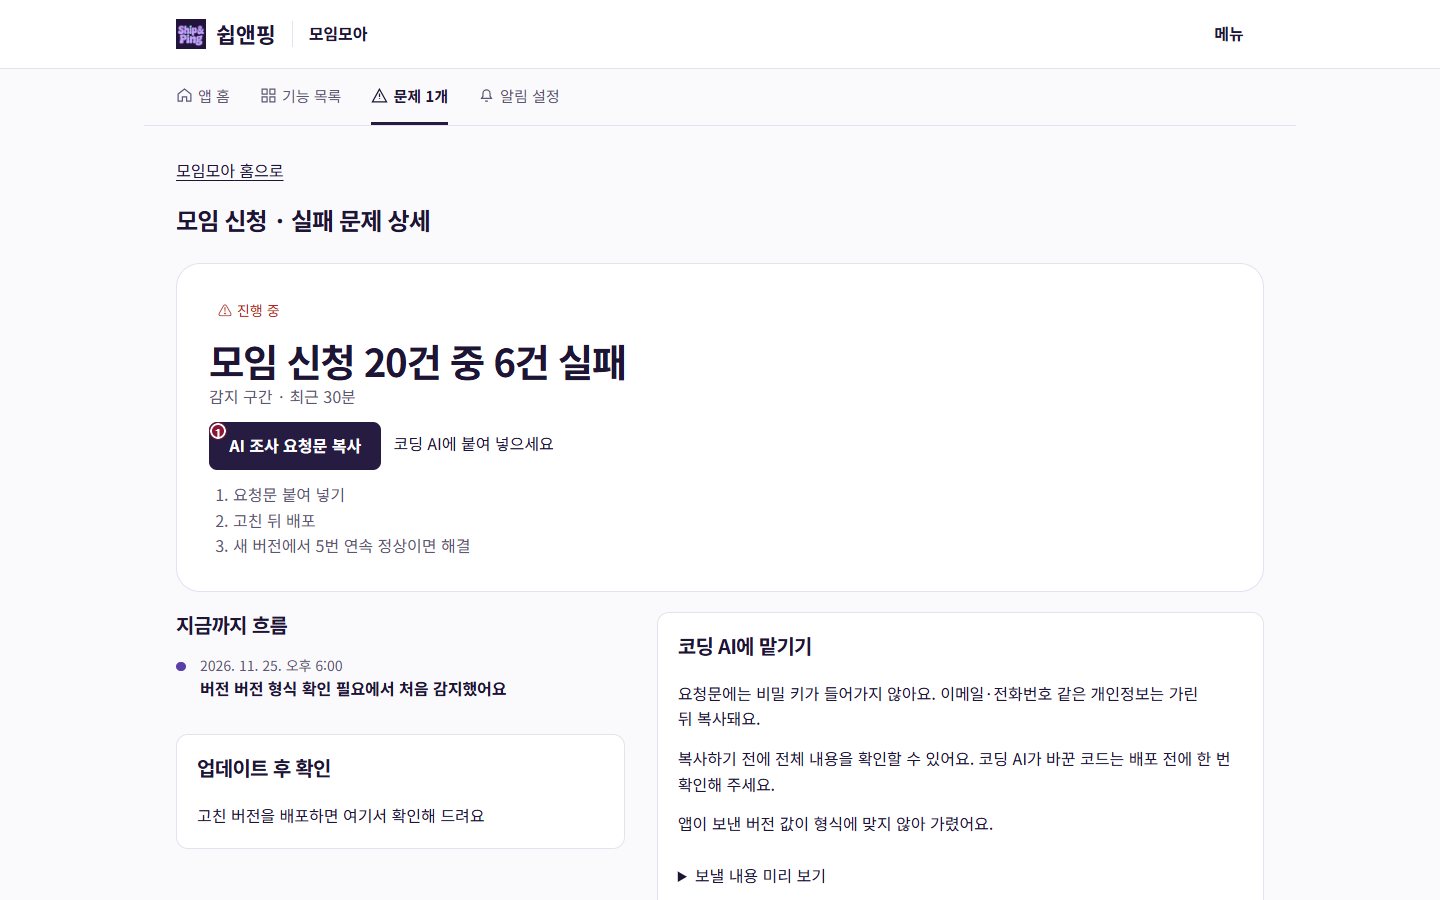 Ship& Ping
쉽앤핑
모임모아
메뉴
앱 홈
기능 목록
문제 1개
알림 설정
모임모아 홈으로
모임 신청 · 실패 문제 상세
진행 중
모임 신청 20건 중 6건 실패
감지 구간 · 최근 30분
1
AI 조사 요청문 복사
코딩 AI에 붙여 넣으세요
1. 요청문 붙여 넣기
2. 고친 뒤 배포
3. 새 버전에서 5번 연속 정상이면 해결
지금까지 흐름
2026. 11. 25. 오후 6:00
버전 버전 형식 확인 필요에서 처음 감지했어요
업데이트 후 확인
고친 버전을 배포하면 여기서 확인해 드려요
코딩 AI에 맡기기
요청문에는 비밀 키가 들어가지 않아요. 이메일·전화번호 같은 개인정보는 가린
뒤 복사돼요.
복사하기 전에 전체 내용을 확인할 수 있어요. 코딩 AI가 바꾼 코드는 배포 전에 한 번
확인해 주세요.
앱이 보낸 버전 값이 형식에 맞지 않아 가렸어요.
▶ 보낼 내용 미리 보기